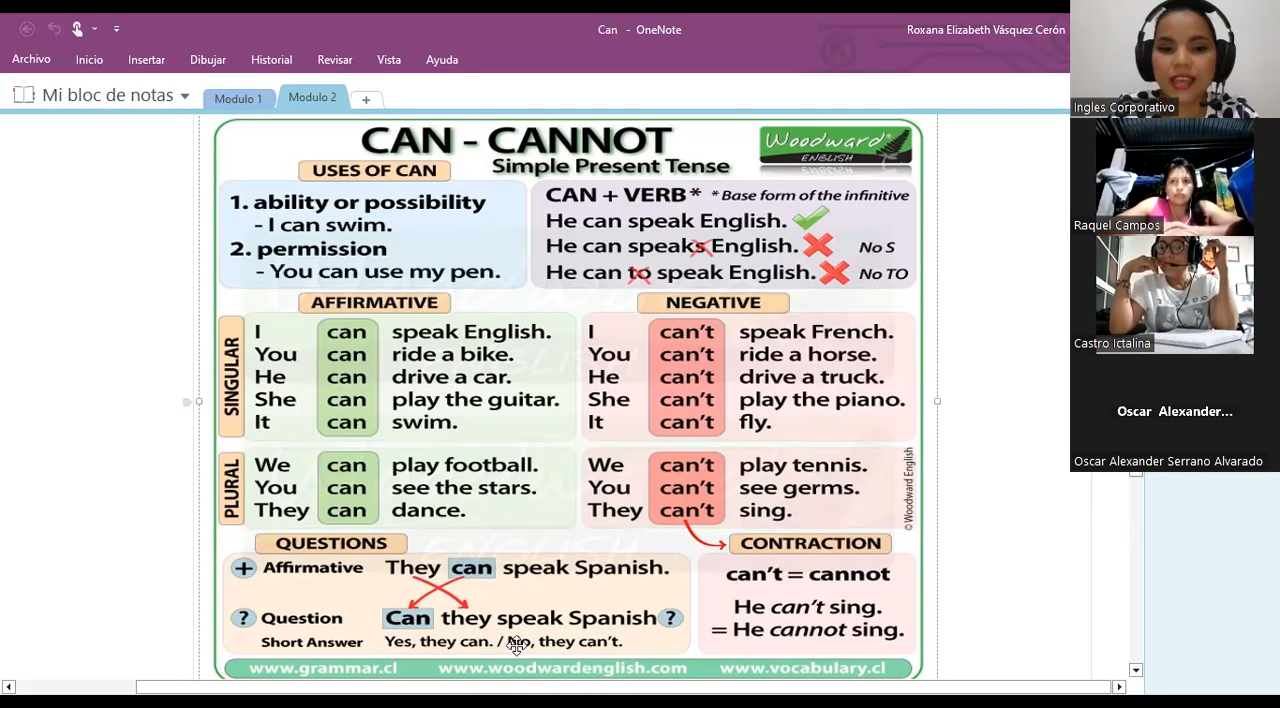 Can - OneNote
Roxana Elizabeth Vásquez Cerón
Archivo Inicio Insertar Dibujar Historial Revisar Vista Ayuda
Mi bloc de notas Modulo 1 Modulo 2 +
CAN - CANNOT
Simple Present Tense
Woodward
ENGLISH
USES OF CAN
1. ability or possibility
- I can swim.
2. permission
- You can use my pen.
CAN + VERB* *Base form of the infinitive
He can speak English.
He can speaks English. No S
He can to speak English. No TO
AFFIRMATIVE
SINGULAR
I can speak English.
You can ride a bike.
He can drive a car.
She can play the guitar.
It can swim.
PLURAL
We can play football.
You can see the stars.
They can dance.
NEGATIVE
I can't speak French.
You can't ride a horse.
He can't drive a truck.
She can't play the piano.
It can't fly.
We can't play tennis.
You can't see germs.
They can't sing.
© Woodward English
QUESTIONS
+ Affirmative They can speak Spanish.
? Question Can they speak Spanish ?
Short Answer Yes, they can. / No, they can't.
CONTRACTION
can't = cannot
He can't sing.
= He cannot sing.
www.grammar.cl www.woodwardenglish.com www.vocabulary.cl
Ingles Corporativo
Raquel Campos
Castro Ictalina
Oscar Alexander...
Oscar Alexander Serrano Alvarado